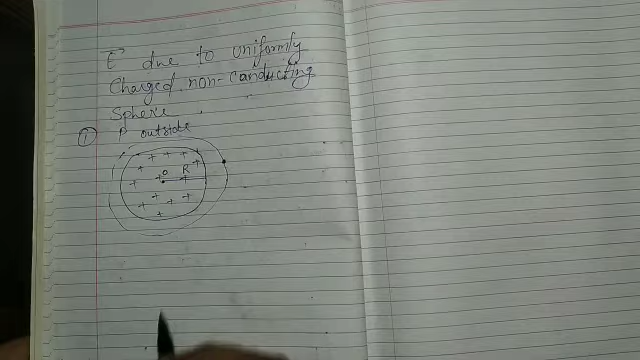 E⃗ due to uniformly
Charged non-conducting
Sphere.
① P outside
O R